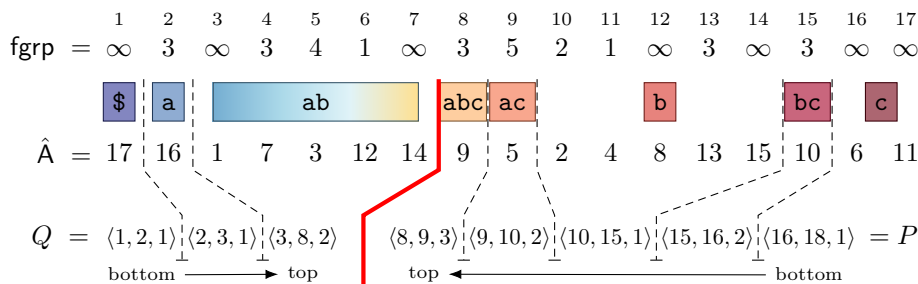 1 2 3 4 5 6 7 8 9 10 11 12 13 14 15 16 17
fgrp = ∞ 3 ∞ 3 4 1 ∞ 3 5 2 1 ∞ 3 ∞ 3 ∞ ∞
$ a ab abc ac b bc c
Â = 17 16 1 7 3 12 14 9 5 2 4 8 13 15 10 6 11
Q = ⟨1, 2, 1⟩ ⟨2, 3, 1⟩ ⟨3, 8, 2⟩ ⟨8, 9, 3⟩ ⟨9, 10, 2⟩ ⟨10, 15, 1⟩ ⟨15, 16, 2⟩ ⟨16, 18, 1⟩ = P
bottom top top bottom